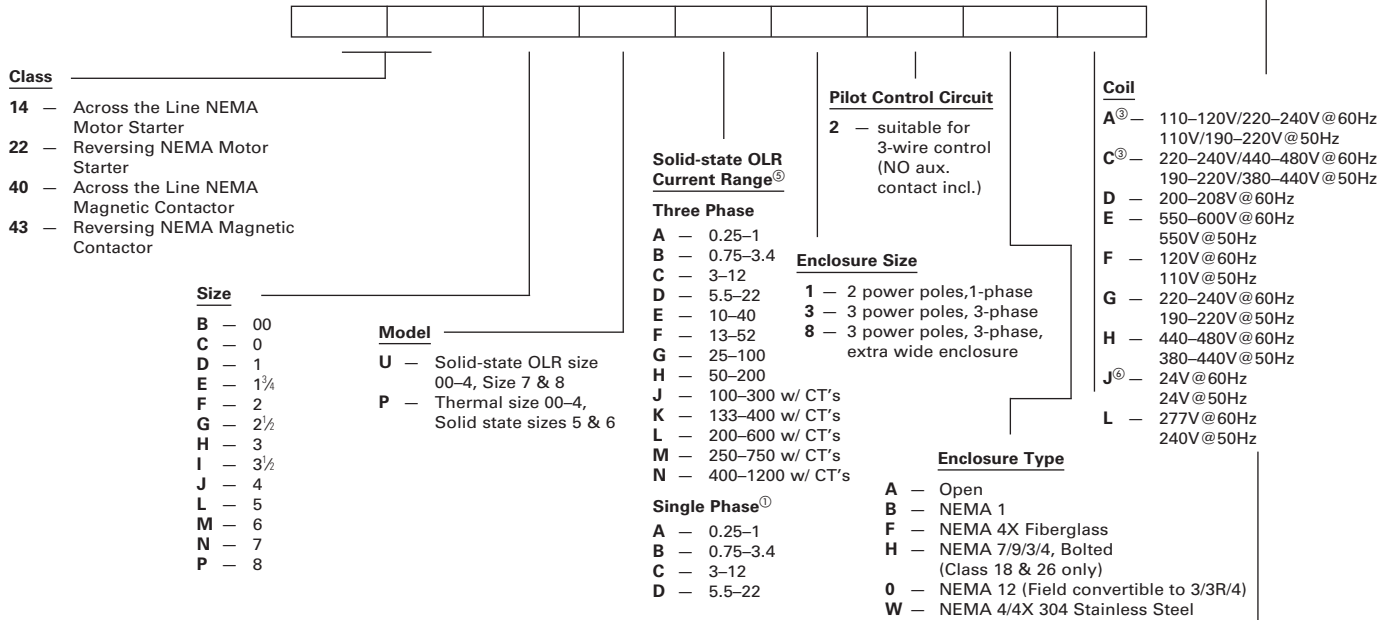 Class
14 — Across the Line NEMA
Motor Starter
22 — Reversing NEMA Motor
Starter
40 — Across the Line NEMA
Magnetic Contactor
43 — Reversing NEMA Magnetic
Contactor
Size
B — 00
C — 0
D — 1
E — 1¾
F — 2
G — 2½
H — 3
I — 3½
J — 4
L — 5
M — 6
N — 7
P — 8
Model
U — Solid-state OLR size
00–4, Size 7 & 8
P — Thermal size 00–4,
Solid state sizes 5 & 6
Solid-state OLR
Current Range⑤
Three Phase
A — 0.25–1
B — 0.75–3.4
C — 3–12
D — 5.5–22
E — 10–40
F — 13–52
G — 25–100
H — 50–200
J — 100–300 w/ CT's
K — 133–400 w/ CT's
L — 200–600 w/ CT's
M — 250–750 w/ CT's
N — 400–1200 w/ CT's
Single Phase①
A — 0.25–1
B — 0.75–3.4
C — 3–12
D — 5.5–22
Enclosure Size
1 — 2 power poles,1-phase
3 — 3 power poles, 3-phase
8 — 3 power poles, 3-phase,
extra wide enclosure
Pilot Control Circuit
2 — suitable for
3-wire control
(NO aux.
contact incl.)
Enclosure Type
A — Open
B — NEMA 1
F — NEMA 4X Fiberglass
H — NEMA 7/9/3/4, Bolted
(Class 18 & 26 only)
0 — NEMA 12 (Field convertible to 3/3R/4)
W — NEMA 4/4X 304 Stainless Steel
Coil
A③— 110–120V/220–240V@60Hz
110V/190–220V@50Hz
C③— 220–240V/440–480V@60Hz
190–220V/380–440V@50Hz
D — 200–208V@60Hz
E — 550–600V@60Hz
550V@50Hz
F — 120V@60Hz
110V@50Hz
G — 220–240V@60Hz
190–220V@50Hz
H — 440–480V@60Hz
380–440V@50Hz
J⑥— 24V@60Hz
24V@50Hz
L — 277V@60Hz
240V@50Hz